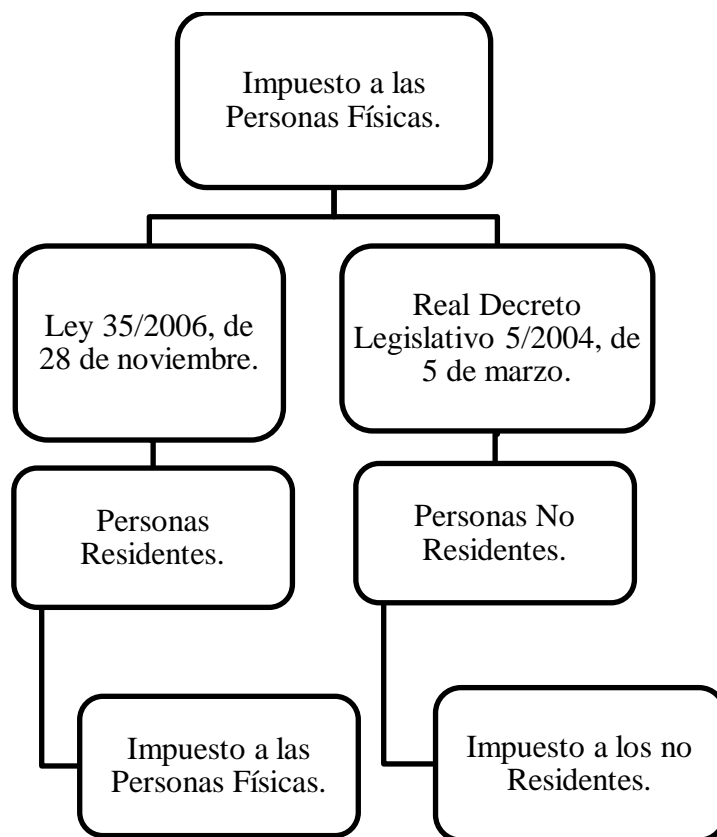 Impuesto a las
Personas Físicas.
Ley 35/2006, de
28 de noviembre.
Real Decreto
Legislativo 5/2004, de
5 de marzo.
Personas
Residentes.
Personas No
Residentes.
Impuesto a las
Personas Físicas.
Impuesto a los no
Residentes.